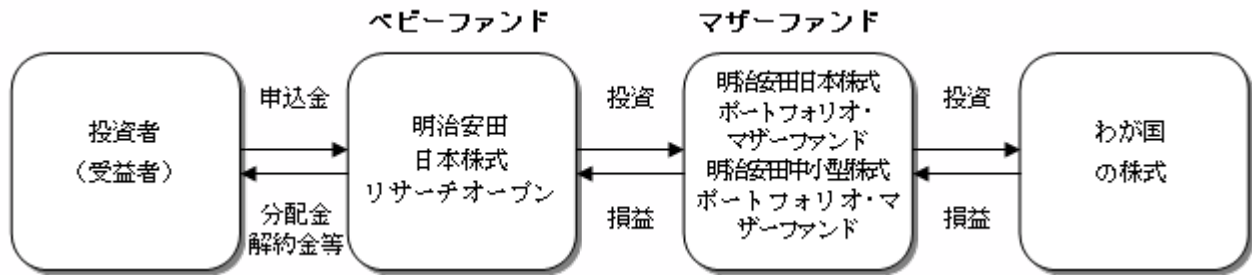 ベビーファンド
マザーファンド
投資者
（受益者）
申込金
分配金
解約金等
明治安田
日本株式
リサーチオープン
投資
損益
明治安田日本株式
ポートフォリオ・
マザーファンド
明治安田中小型株式
ポートフォリオ・マ
ザーファンド
投資
損益
わが国
の株式